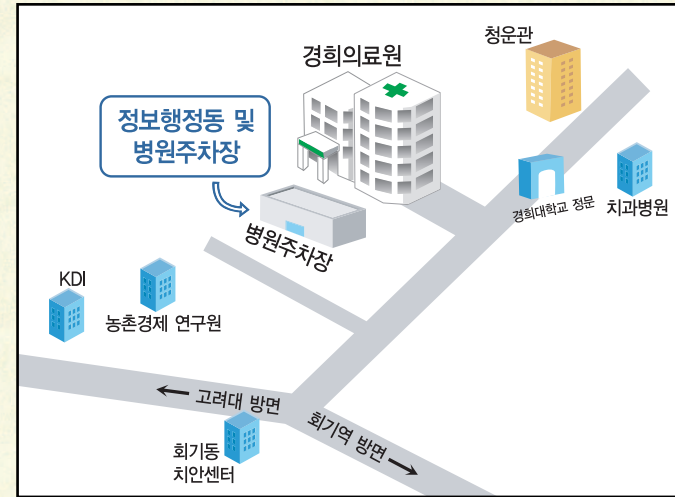 청운관
경희의료원
정보행정동 및
병원주차장
경희대학교 정문
치과병원
병원주차장
KDI
농촌경제 연구원
← 고려대 방면
회기역 방면 →
회기동
치안센터